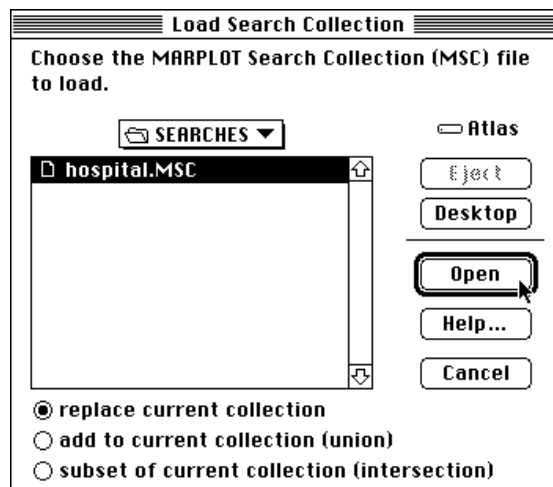 Load Search Collection
Choose the MARPLOT Search Collection (MSC) file
to load.
SEARCHES
Atlas
hospital.MSC
Eject
Desktop
Open
Help...
Cancel
replace current collection
add to current collection (union)
subset of current collection (intersection)